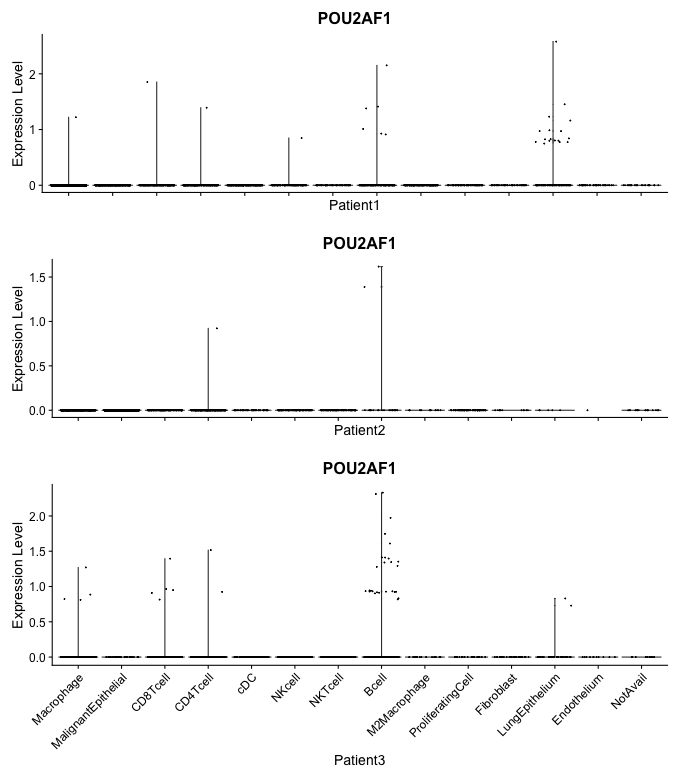 POU2AF1
Expression Level
2
1
0
Patient1
POU2AF1
Expression Level
1.5
1.0
0.5
0.0
Patient2
POU2AF1
Expression Level
2.0
1.5
1.0
0.5
0.0
Macrophage
MalignantEpithelial
CD8Tcell
CD4Tcell
cDC
NKcell
NKTcell
Bcell
M2Macrophage
ProliferatingCell
Fibroblast
LungEpithelium
Endothelium
NotAvail
Patient3